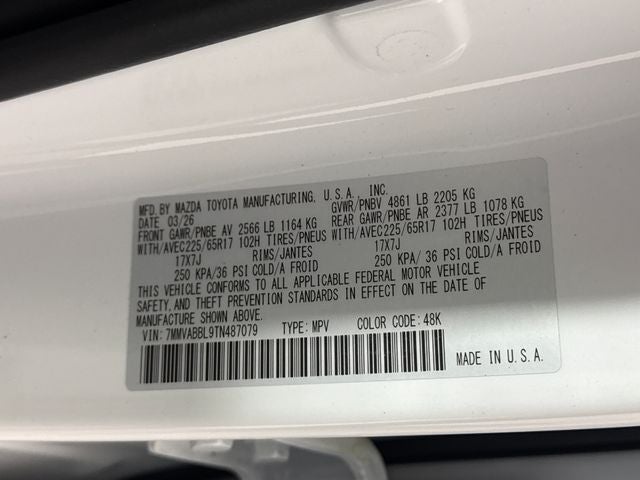 MFD. BY MAZDA TOYOTA MANUFACTURING, U.S.A., INC.
DATE 03/26 GVWR/PNBV 4861 LB 2205 KG
FRONT GAWR/PNBE AV 2566 LB 1164 KG REAR GAWR/PNBE AR 2377 LB 1078 KG
WITH/AVEC225/65R17 102H TIRES/PNEUS WITH/AVEC225/65R17 102H TIRES/PNEUS
17X7J RIMS/JANTES 17X7J RIMS/JANTES
250 KPA/36 PSI COLD/A FROID 250 KPA/ 36 PSI COLD/A FROID
THIS VEHICLE CONFORMS TO ALL APPLICABLE FEDERAL MOTOR VEHICLE
SAFETY, AND THEFT PREVENTION STANDARDS IN EFFECT ON THE DATE OF
MANUFACTURE SHOWN ABOVE.
VIN: 7MMVABBL9TN487079 TYPE: MPV COLOR CODE: 48K
MADE IN U.S.A.